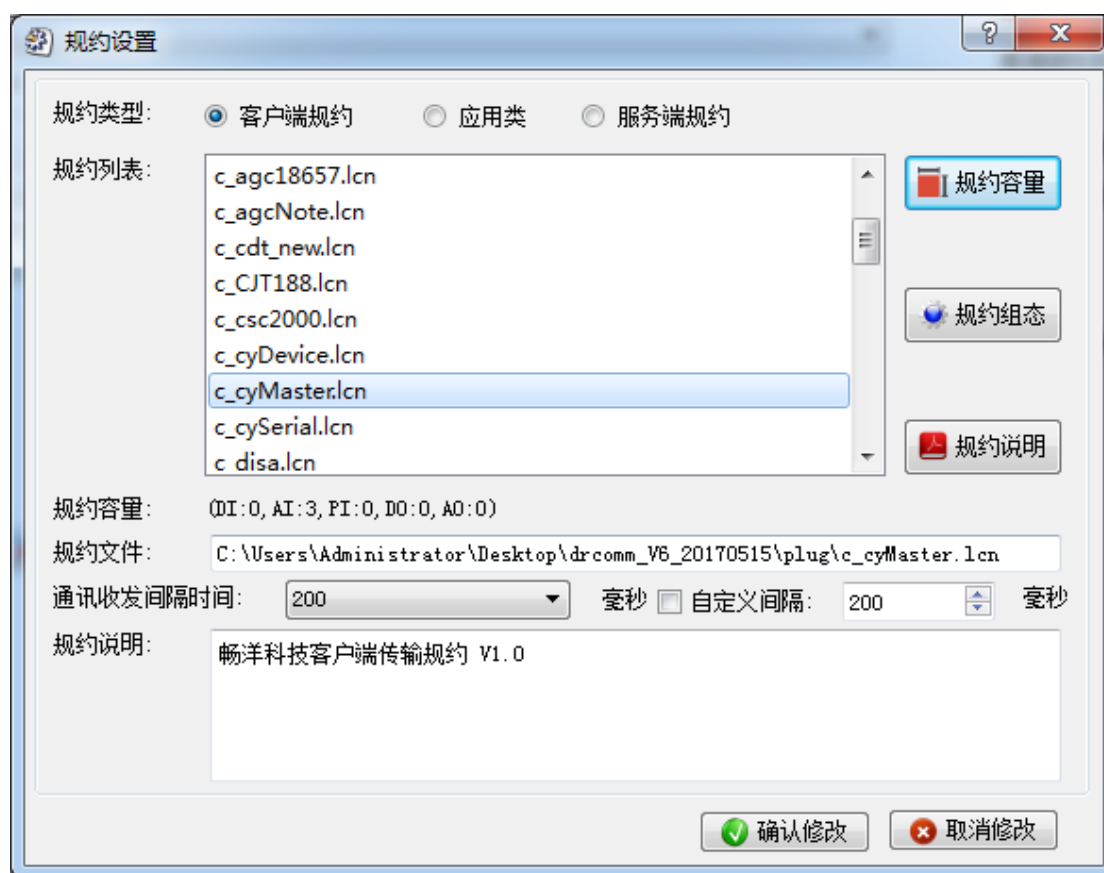 规约设置
规约类型: 客户端规约 应用类 服务端规约
规约列表:
c_agc18657.lcn
c_agcNote.lcn
c_cdt_new.lcn
c_CJT188.lcn
c_csc2000.lcn
c_cyDevice.lcn
c_cyMaster.lcn
c_cySerial.lcn
c_disa.lcn
规约容量
规约组态
规约说明
规约容量: (DI:0, AI:3, PI:0, DO:0, AO:0)
规约文件: C:\Users\Administrator\Desktop\drcomm_V6_20170515\plug\c_cyMaster.lcn
通讯收发间隔时间: 200 毫秒 自定义间隔: 200 毫秒
规约说明: 畅洋科技客户端传输规约 V1.0
确认修改 取消修改